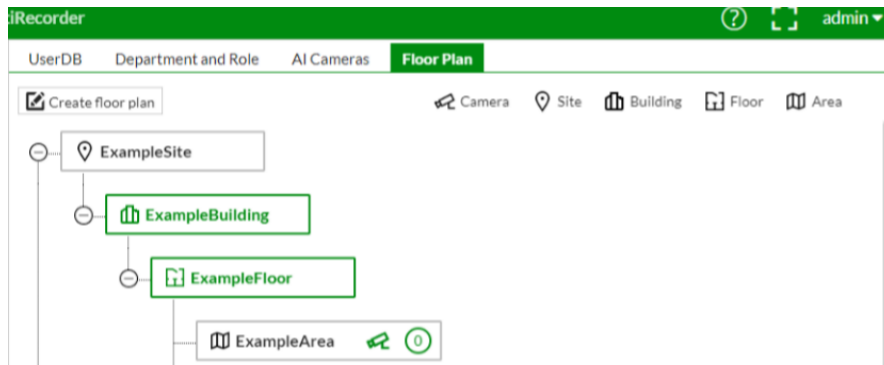 iRecorder admin
UserDB Department and Role AI Cameras Floor Plan
Create floor plan Camera Site Building Floor Area
ExampleSite
ExampleBuilding
ExampleFloor
ExampleArea 0